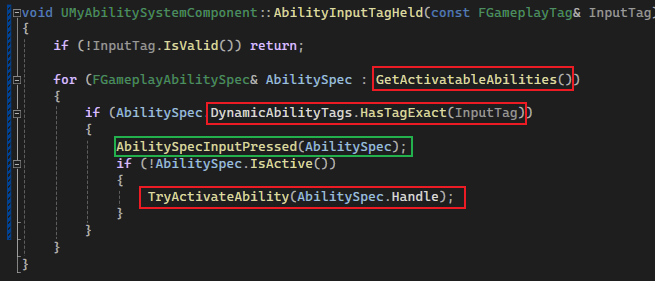 void UMyAbilitySystemComponent::AbilityInputTagHeld(const FGameplayTag& InputTag)
{
if (!InputTag.IsValid()) return;
for (FGameplayAbilitySpec& AbilitySpec : GetActivatableAbilities())
{
if (AbilitySpec.DynamicAbilityTags.HasTagExact(InputTag))
{
AbilitySpecInputPressed(AbilitySpec);
if (!AbilitySpec.IsActive())
{
TryActivateAbility(AbilitySpec.Handle);
}
}
}
}